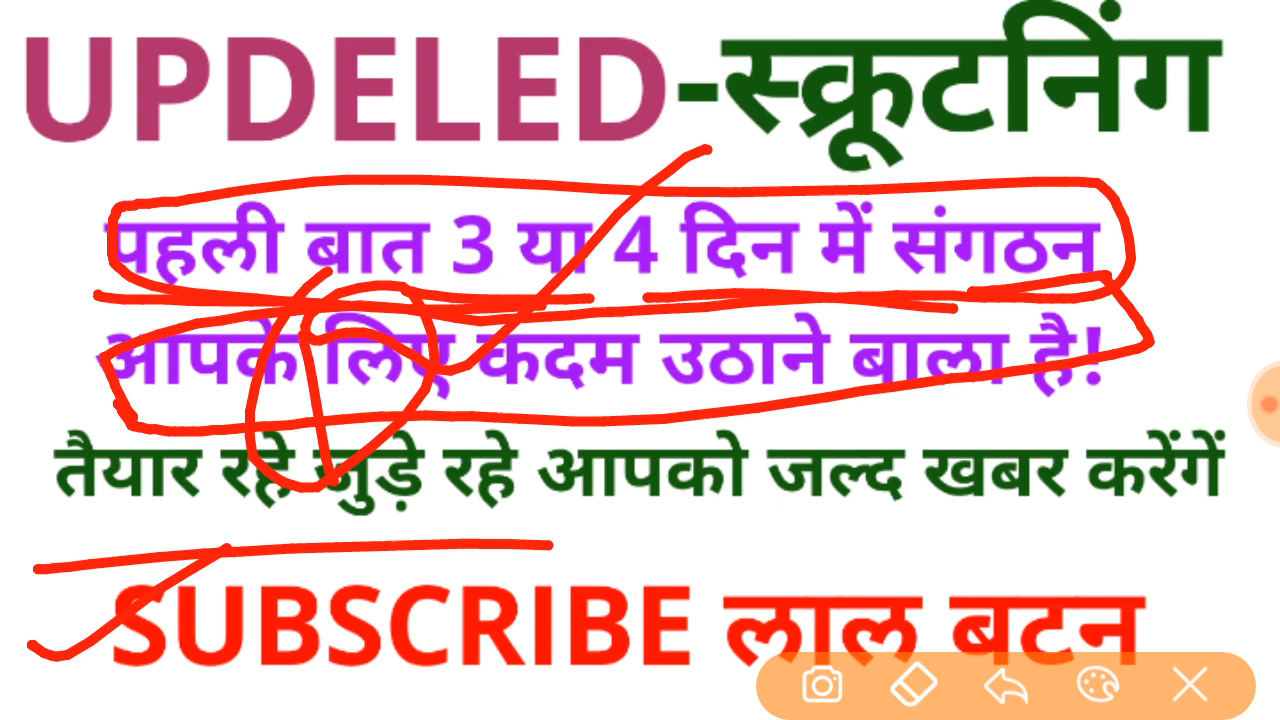 UPDELED-स्क्रूटनिंग
पहली बात 3 या 4 दिन में संगठन
आपके लिए कदम उठाने बाला है!
तैयार रहे जुड़े रहे आपको जल्द खबर करेंगें
SUBSCRIBE लाल बटन